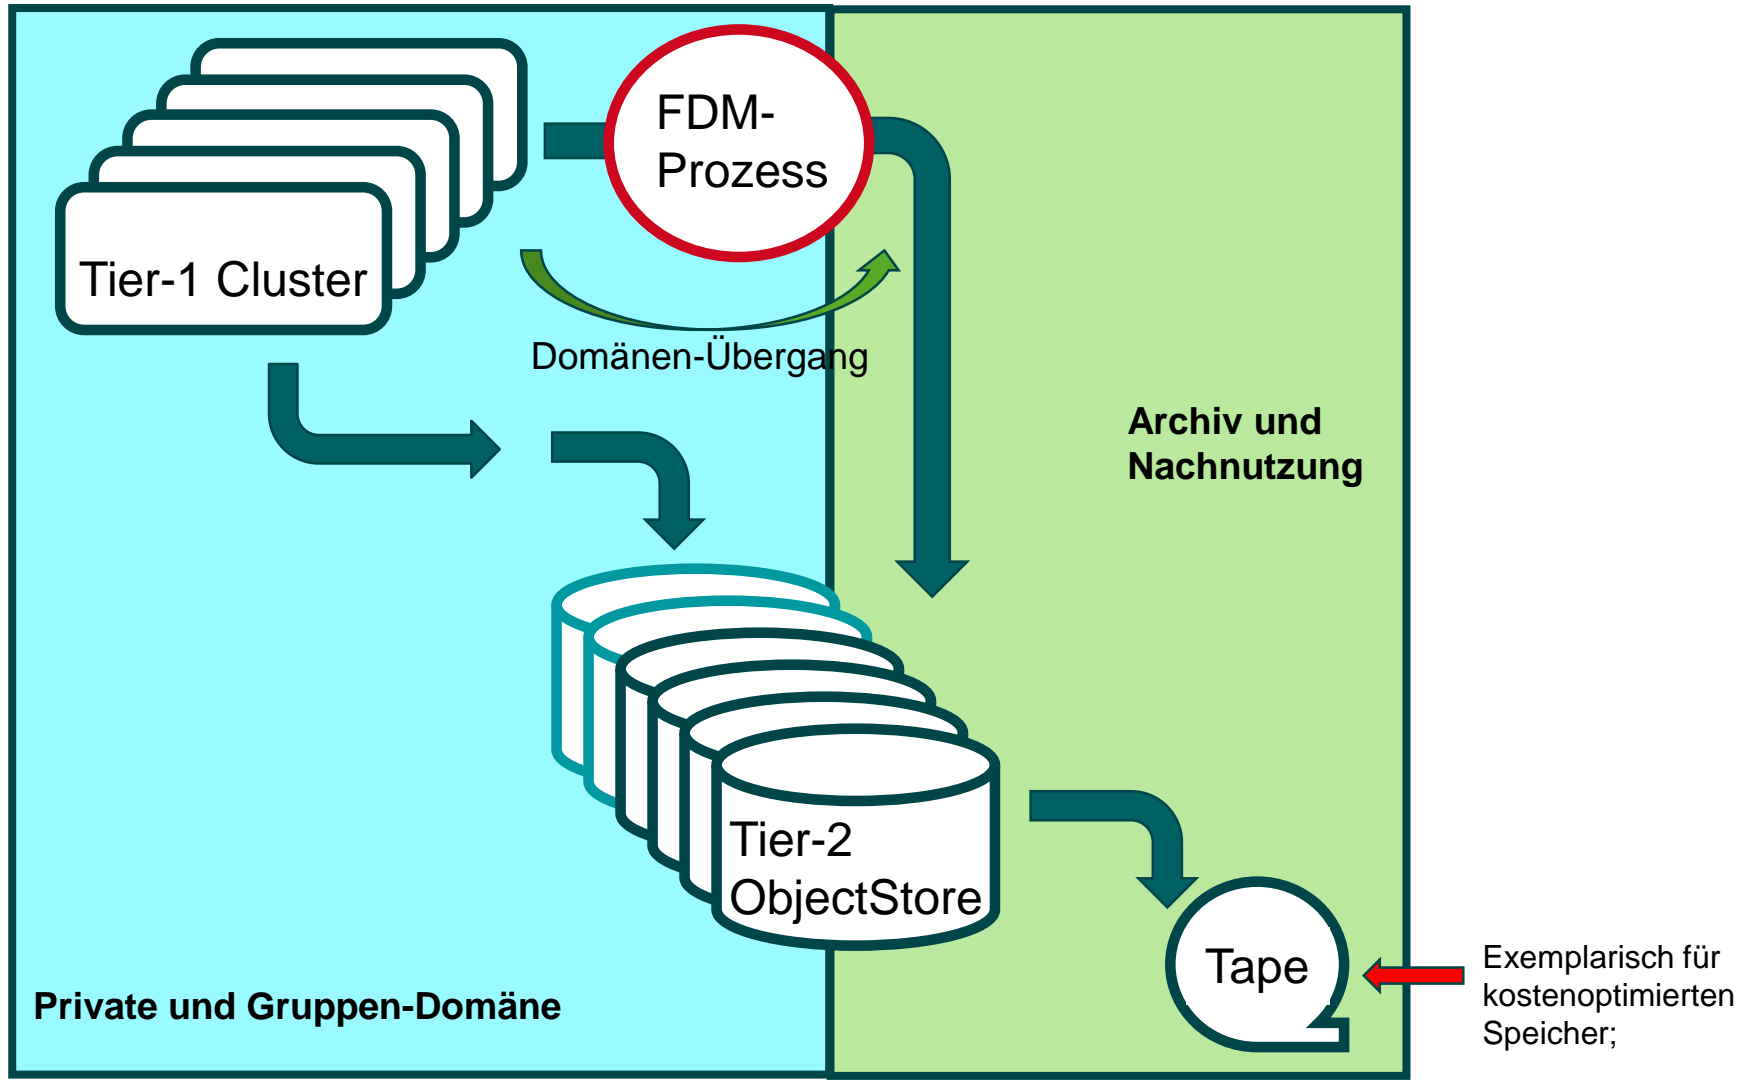 FDM-
Prozess
Tier-1 Cluster
Domänen-Übergang
Archiv und
Nachnutzung
Tier-2
ObjectStore
Tape
Exemplarisch für
kostenoptimierten
Speicher;
Private und Gruppen-Domäne